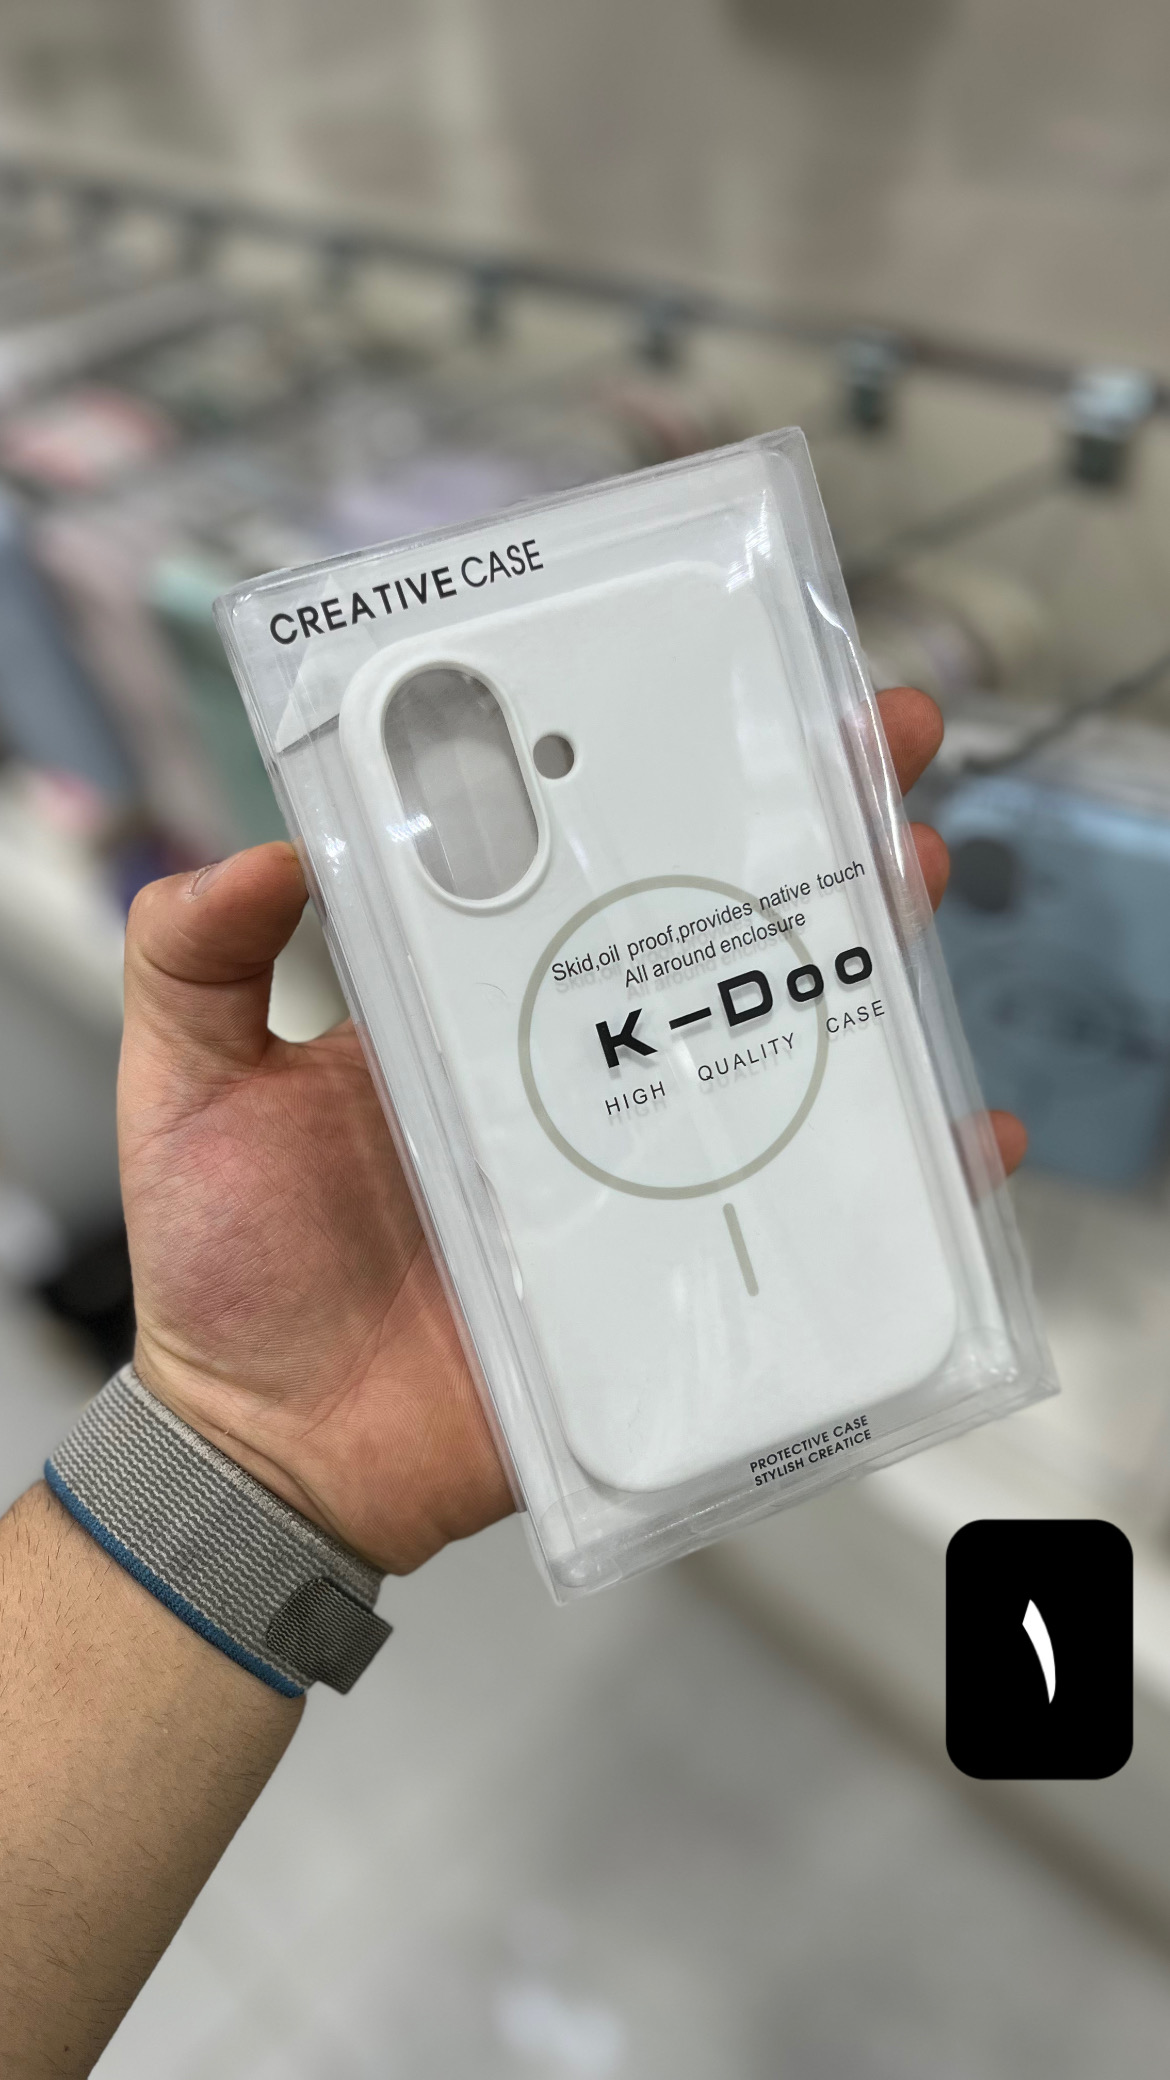 CREATIVE CASE
Skid,oil proof,provides native touch
All around enclosure
K-Doo
HIGH QUALITY CASE
PROTECTIVE CASE
STYLISH CREATICE
١